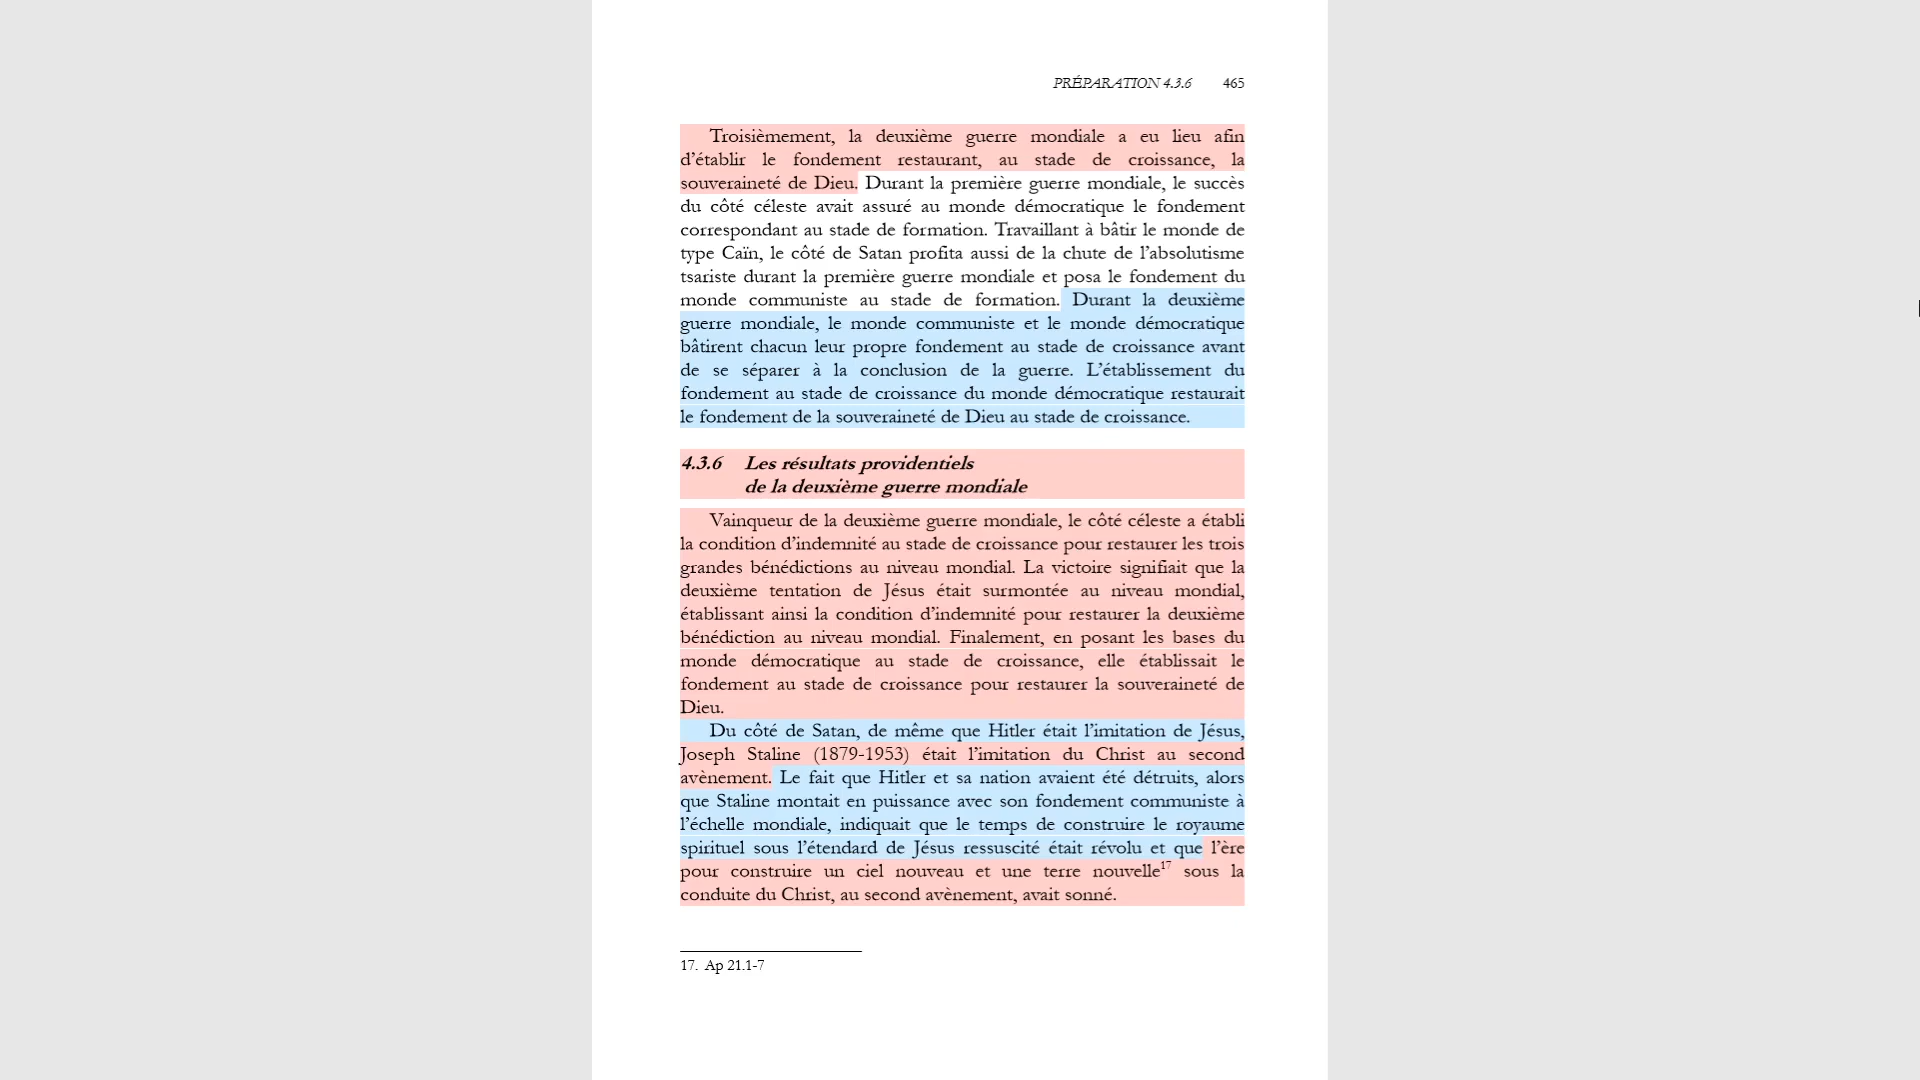 PRÉPARATION 4.3.6 465
Troisièmement, la deuxième guerre mondiale a eu lieu afin
d’établir le fondement restaurant, au stade de croissance, la
souveraineté de Dieu. Durant la première guerre mondiale, le succès
du côté céleste avait assuré au monde démocratique le fondement
correspondant au stade de formation. Travaillant à bâtir le monde de
type Caïn, le côté de Satan profita aussi de la chute de l’absolutisme
tsariste durant la première guerre mondiale et posa le fondement du
monde communiste au stade de formation. Durant la deuxième
guerre mondiale, le monde communiste et le monde démocratique
bâtirent chacun leur propre fondement au stade de croissance avant
de se séparer à la conclusion de la guerre. L’établissement du
fondement au stade de croissance du monde démocratique restaurait
le fondement de la souveraineté de Dieu au stade de croissance.
4.3.6 Les résultats providentiels
de la deuxième guerre mondiale
Vainqueur de la deuxième guerre mondiale, le côté céleste a établi
la condition d’indemnité au stade de croissance pour restaurer les trois
grandes bénédictions au niveau mondial. La victoire signifiait que la
deuxième tentation de Jésus était surmontée au niveau mondial,
établissant ainsi la condition d’indemnité pour restaurer la deuxième
bénédiction au niveau mondial. Finalement, en posant les bases du
monde démocratique au stade de croissance, elle établissait le
fondement au stade de croissance pour restaurer la souveraineté de
Dieu.
Du côté de Satan, de même que Hitler était l’imitation de Jésus,
Joseph Staline (1879-1953) était l’imitation du Christ au second
avènement. Le fait que Hitler et sa nation avaient été détruits, alors
que Staline montait en puissance avec son fondement communiste à
l’échelle mondiale, indiquait que le temps de construire le royaume
spirituel sous l’étendard de Jésus ressuscité était révolu et que l’ère
pour construire un ciel nouveau et une terre nouvelle17 sous la
conduite du Christ, au second avènement, avait sonné.
17. Ap 21.1-7